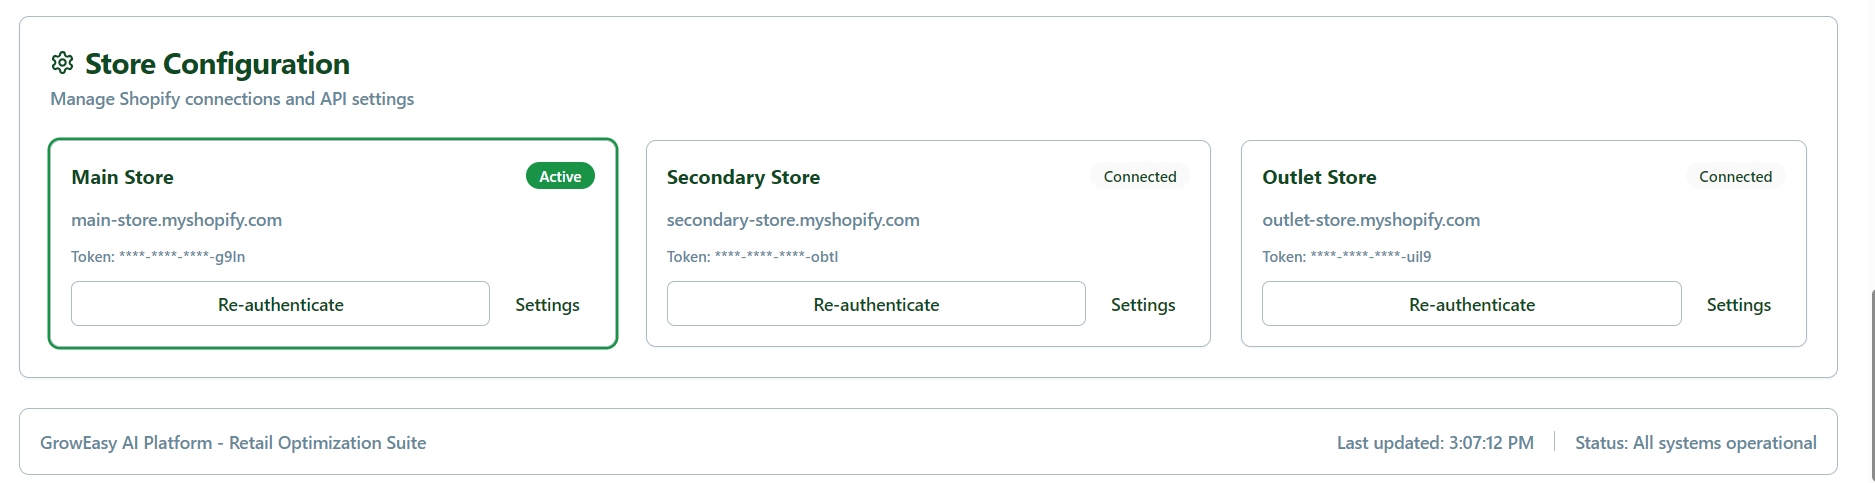 Store Configuration
Manage Shopify connections and API settings
Main Store
Active
main-store.myshopify.com
Token: ****-****-****-g9ln
Re-authenticate
Settings
Secondary Store
Connected
secondary-store.myshopify.com
Token: ****-****-****-obtl
Re-authenticate
Settings
Outlet Store
Connected
outlet-store.myshopify.com
Token: ****-****-****-uil9
Re-authenticate
Settings
GrowEasy AI Platform - Retail Optimization Suite
Last updated: 3:07:12 PM
Status: All systems operational